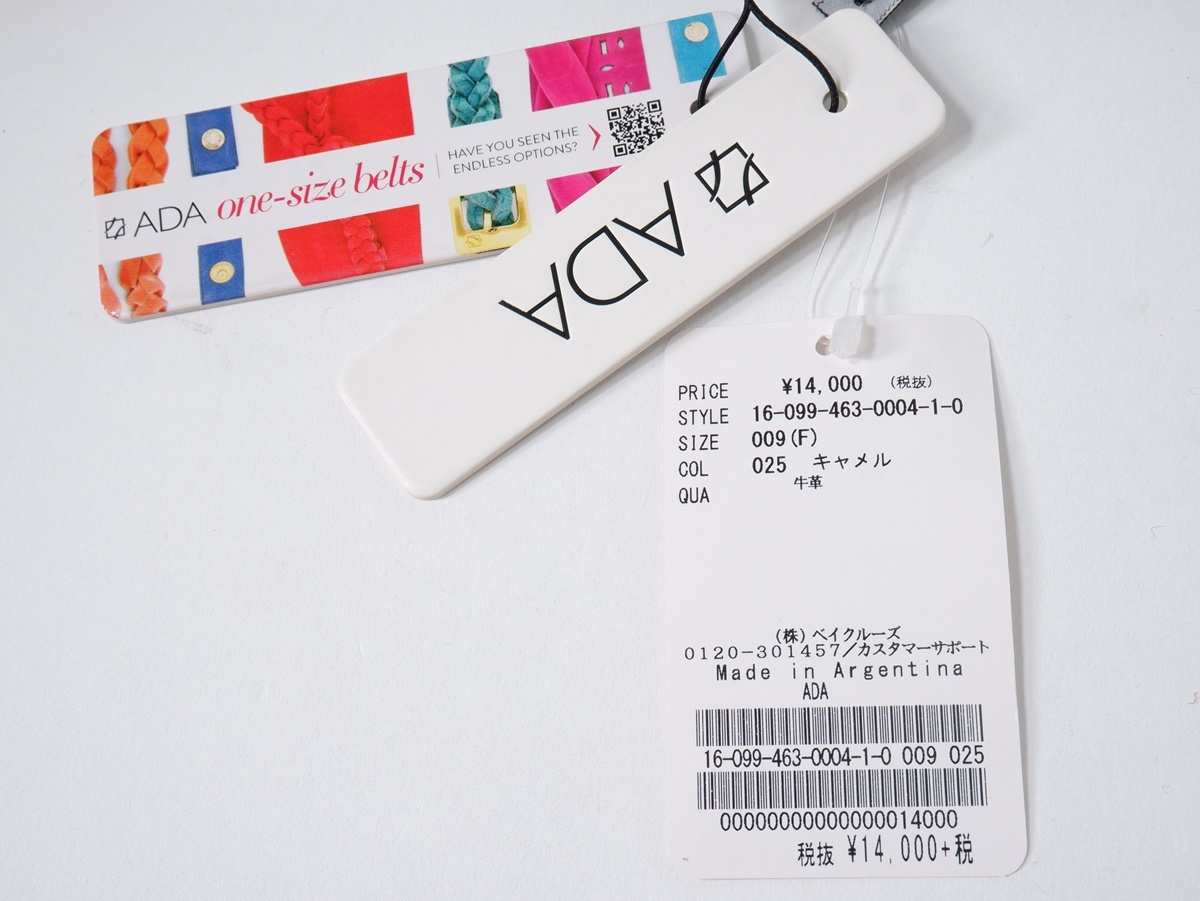 ADA one-size belts
HAVE YOU SEEN THE
ENDLESS OPTIONS?
ADA
PRICE ¥14,000 (税抜)
STYLE 16-099-463-0004-1-0
SIZE 009(F)
COL 025 キャメル
QUA 牛革
(株)ベイクルーズ
0120-301457/カスタマーサポート
Made in Argentina
ADA
16-099-463-0004-1-0 009 025
00000000000000014000
税抜 ¥14,000+税